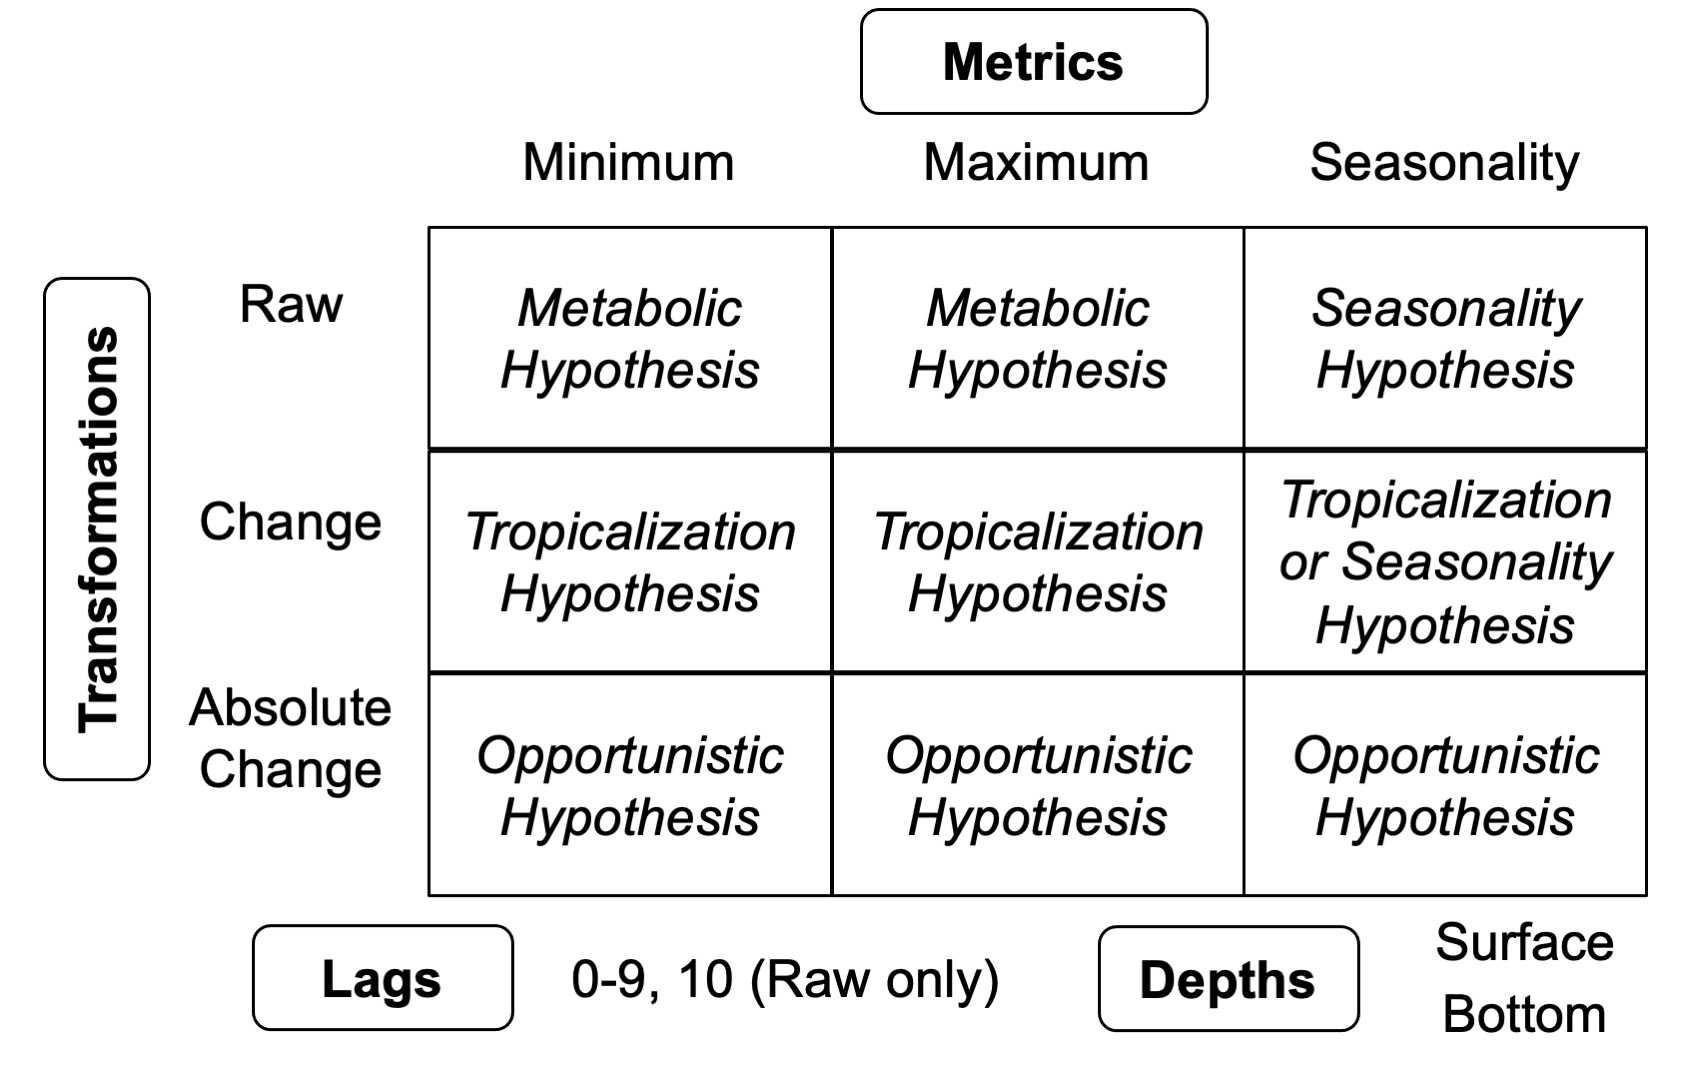 Metrics
Minimum Maximum Seasonality
Transformations
Raw
Metabolic
Hypothesis
Metabolic
Hypothesis
Seasonality
Hypothesis
Change
Tropicalization
Hypothesis
Tropicalization
Hypothesis
Tropicalization
or Seasonality
Hypothesis
Absolute
Change
Opportunistic
Hypothesis
Opportunistic
Hypothesis
Opportunistic
Hypothesis
Lags
0-9, 10 (Raw only)
Depths
Surface
Bottom